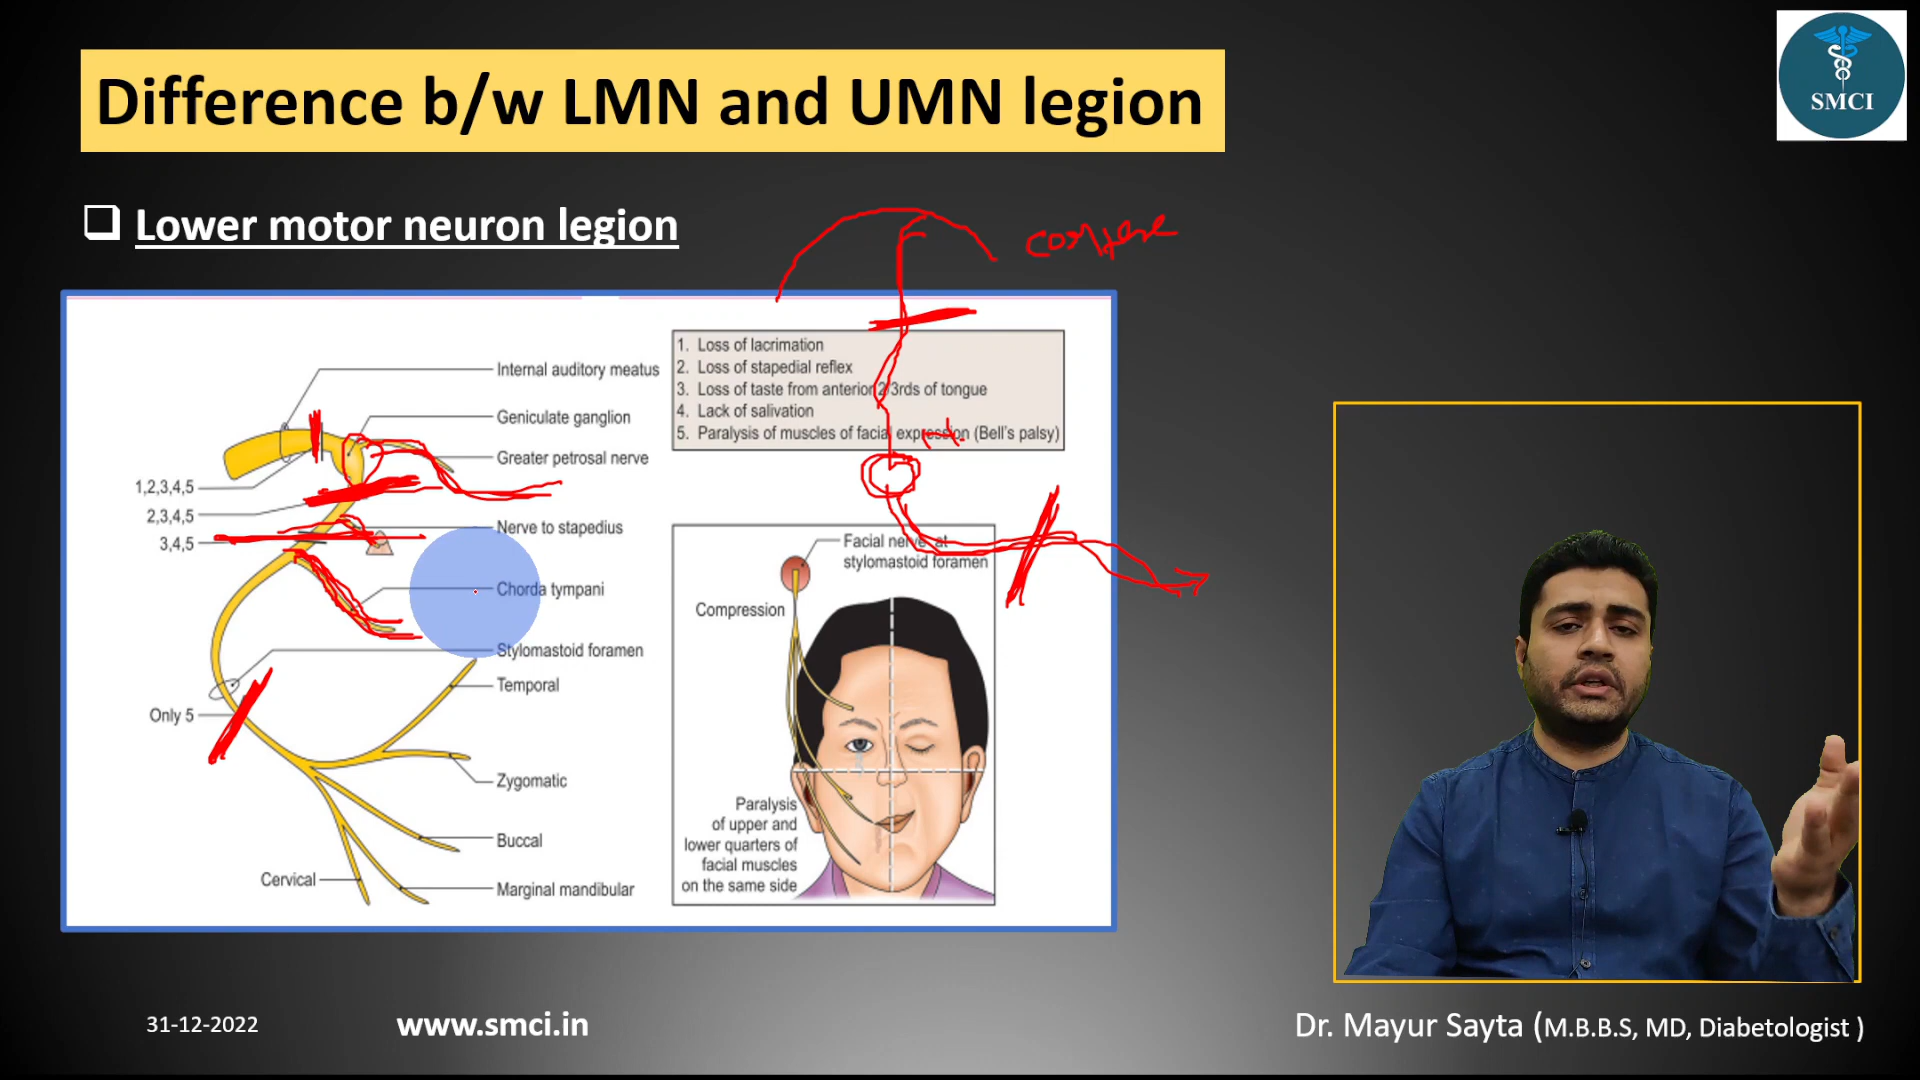 Difference b/w LMN and UMN legion
SMCI
Lower motor neuron legion
Internal auditory meatus
Geniculate ganglion
Greater petrosal nerve
1,2,3,4,5
2,3,4,5
Nerve to stapedius
3,4,5
Chorda tympani
Stylomastoid foramen
Temporal
Only 5
Zygomatic
Buccal
Cervical
Marginal mandibular
1. Loss of lacrimation
2. Loss of stapedial reflex
3. Loss of taste from anterior 2/3rds of tongue
4. Lack of salivation
5. Paralysis of muscles of facial expression (Bell's palsy)
Facial nerve at
stylomastoid foramen
Compression
Paralysis
of upper and
lower quarters of
facial muscles
on the same side
31-12-2022
www.smci.in
Dr. Mayur Sayta (M.B.B.S, MD, Diabetologist )